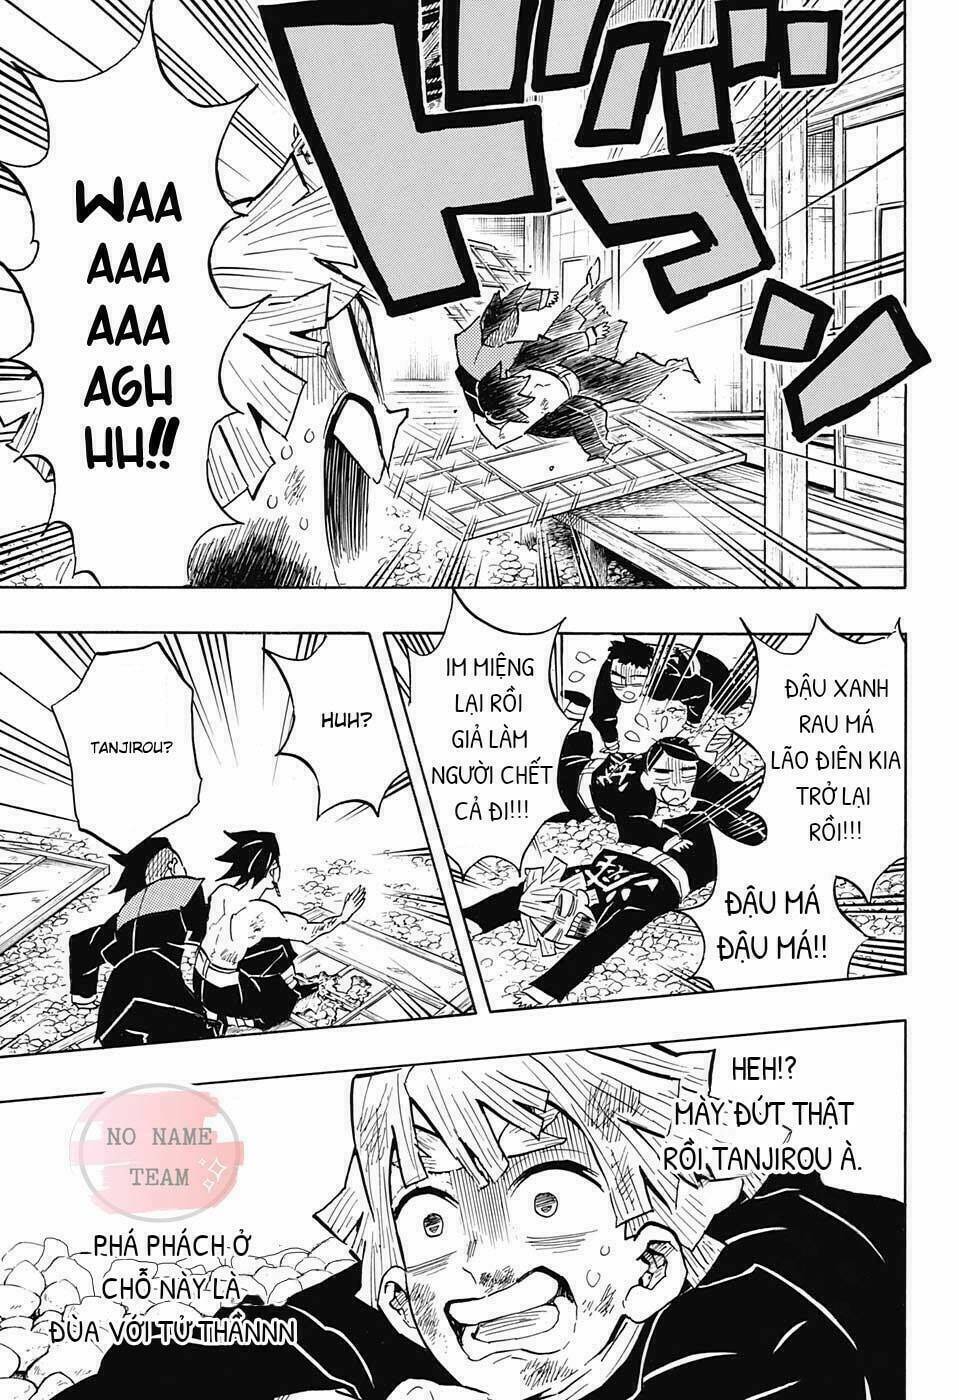 ドゴッン!
WAA
AAA
AAA
AGH
HH!!
ĐẬU XANH
RAU MÁ
LÃO ĐIÊN KIA
TRỞ LẠI
RỒI!!!
ĐẬU MÁ
ĐẬU MÁ!!
IM MIỆNG
LẠI RỒI
GIẢ LÀM
NGƯỜI CHẾT
CẢ ĐI!!!
HUH?
TANJIROU?
HEH!?
MÀY ĐỨT THẬT
RỒI TANJIROU À.
NO NAME
TEAM
PHÁ PHÁCH Ở
CHỖ NÀY LÀ
ĐÙA VỚI TỬ THẦNNN